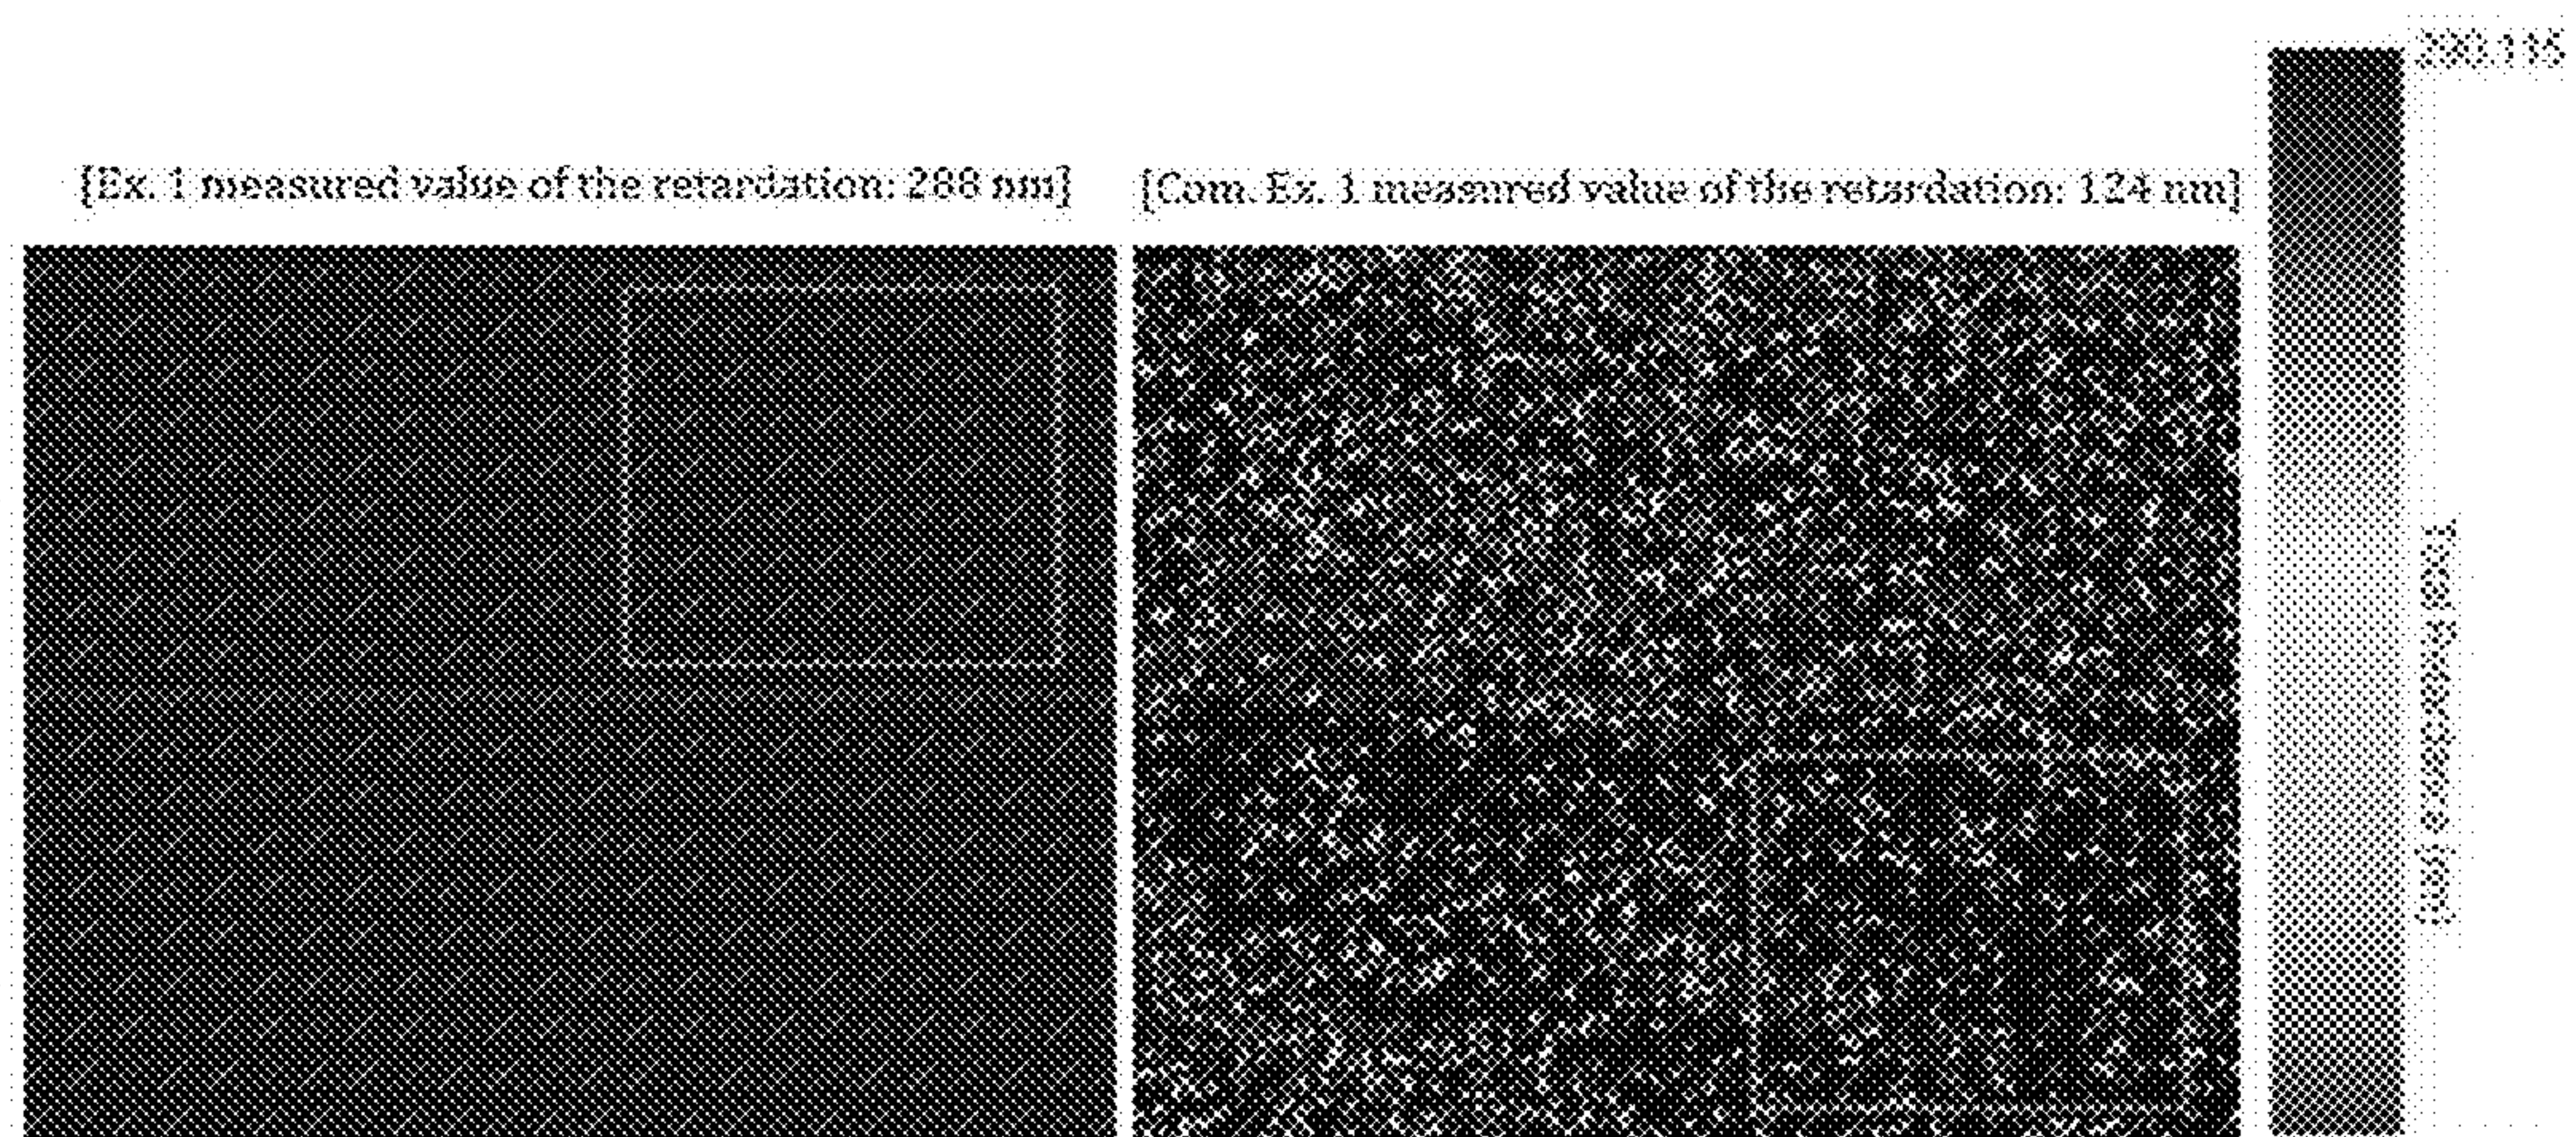 [Ex. 1 measured value of the retardation: 288 nm]
[Com. Ex. 1 measured value of the retardation: 124 nm]